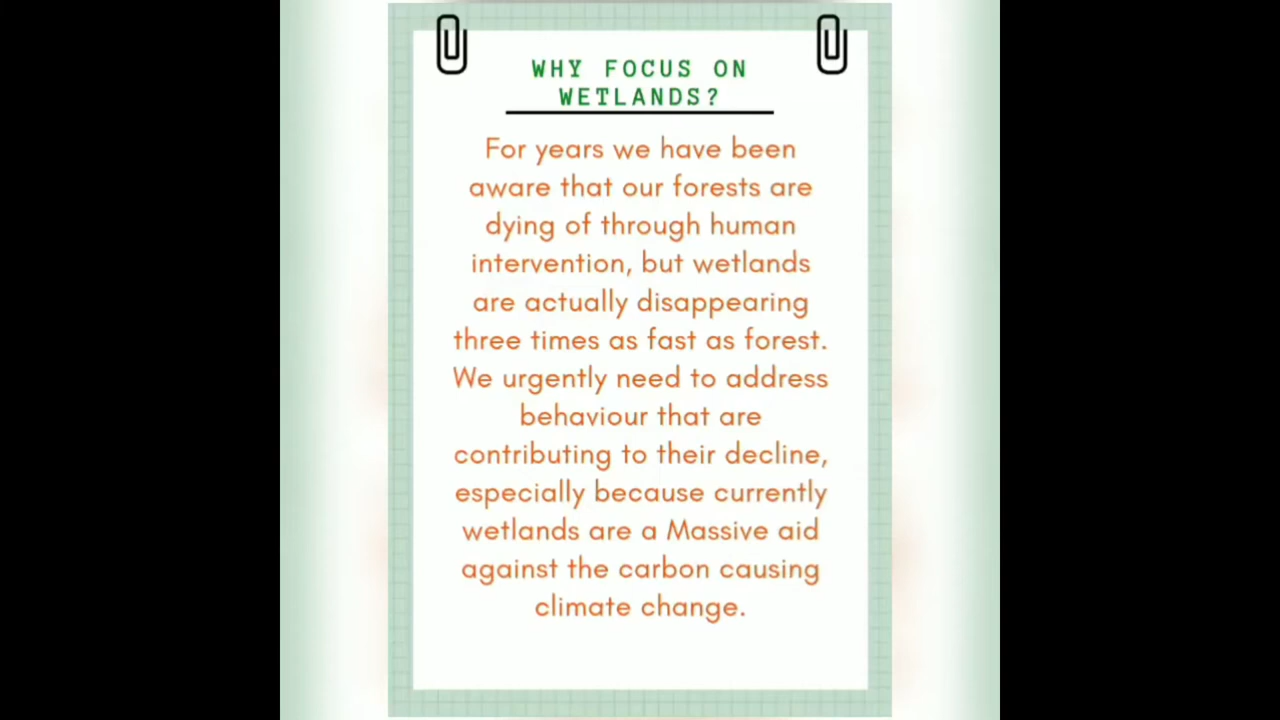 WHY FOCUS ON
WETLANDS?
For years we have been
aware that our forests are
dying of through human
intervention, but wetlands
are actually disappearing
three times as fast as forest.
We urgently need to address
behaviour that are
contributing to their decline,
especially because currently
wetlands are a Massive aid
against the carbon causing
climate change.